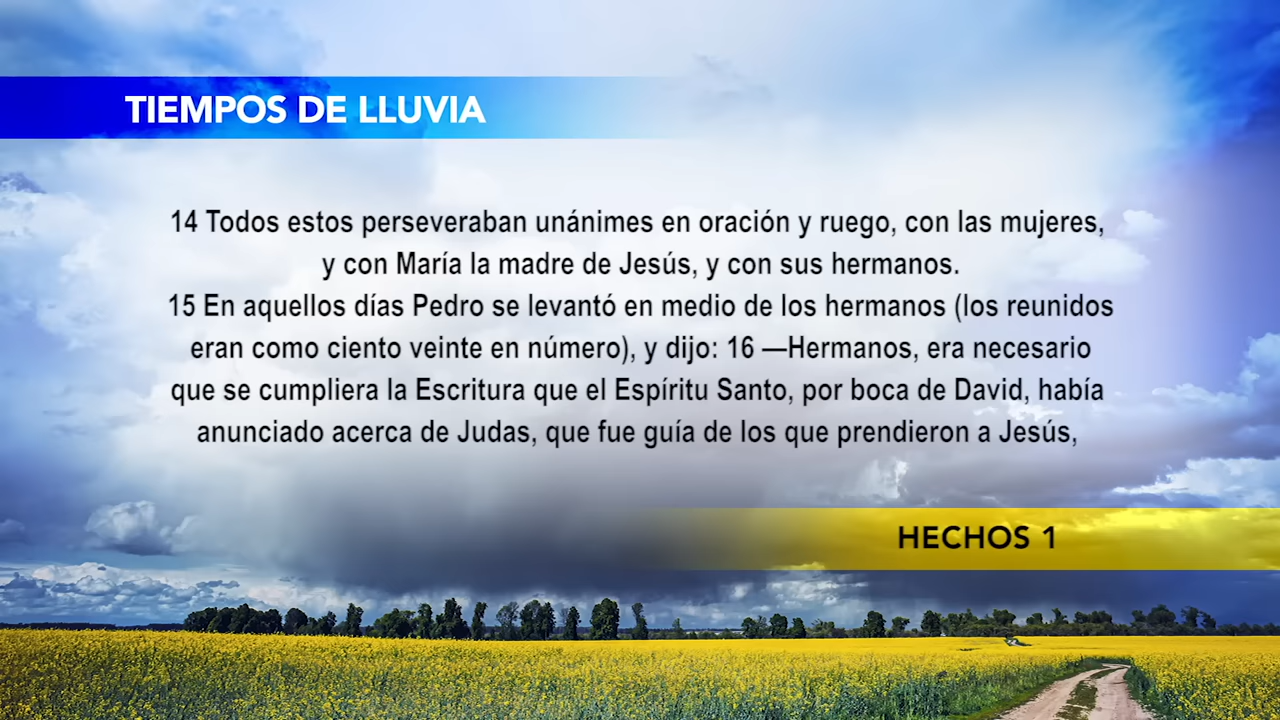 TIEMPOS DE LLUVIA
14 Todos estos perseveraban unánimes en oración y ruego, con las mujeres,
y con María la madre de Jesús, y con sus hermanos.
15 En aquellos días Pedro se levantó en medio de los hermanos (los reunidos
eran como ciento veinte en número), y dijo: 16 —Hermanos, era necesario
que se cumpliera la Escritura que el Espíritu Santo, por boca de David, había
anunciado acerca de Judas, que fue guía de los que prendieron a Jesús,
HECHOS 1